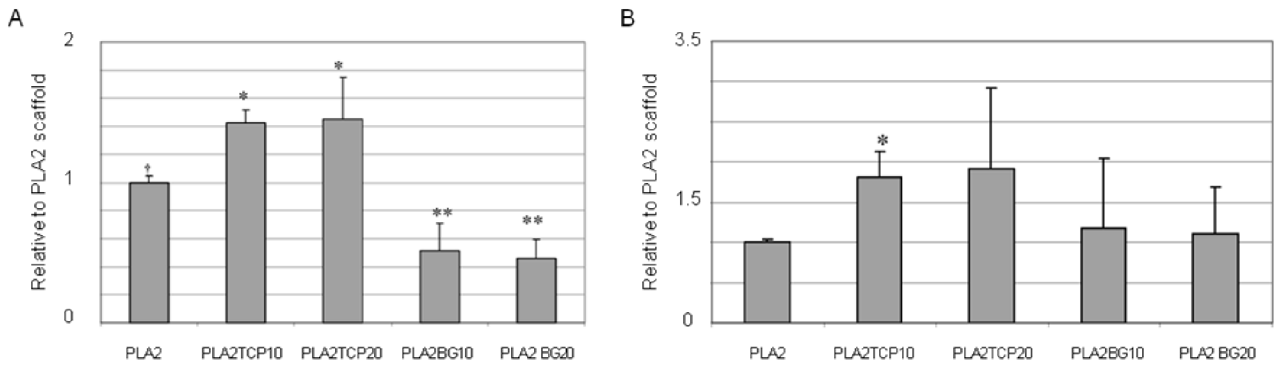 A
B
Relative to PLA2 scaffold
2
1
0
†
*
*
**
**
PLA2
PLA2TCP10
PLA2TCP20
PLA2BG10
PLA2 BG20
Relative to PLA2 scaffold
3.5
1.5
0
*
PLA2
PLA2TCP10
PLA2TCP20
PLA2BG10
PLA2 BG20